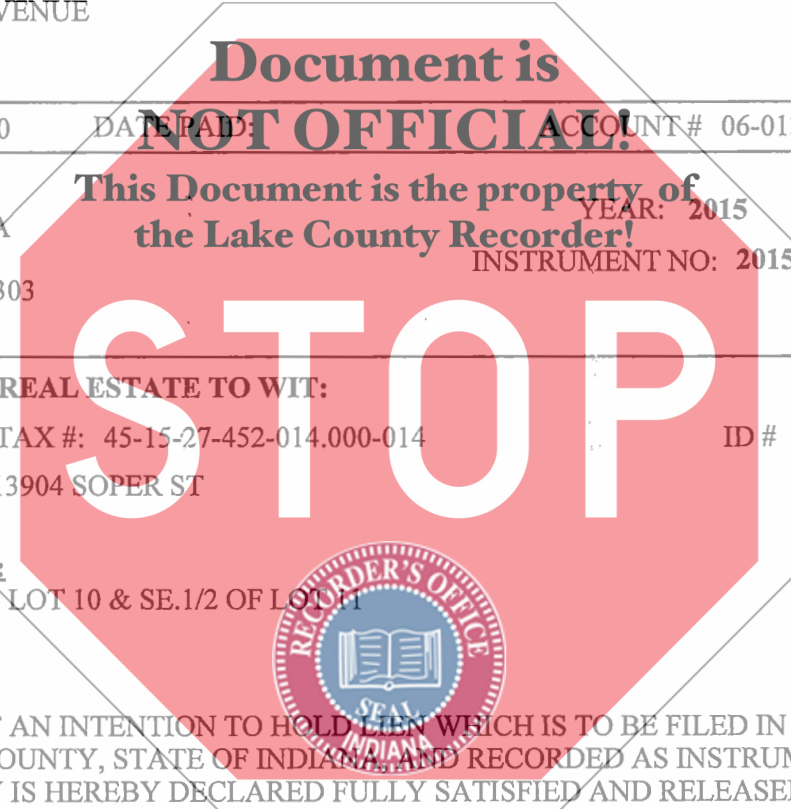 VENUE
Document is
NOT OFFICIAL!
0 DATE PAID: ACCOUNT # 06-01
This Document is the property of
YEAR: 2015
A
the Lake County Recorder!
INSTRUMENT NO: 2015
303
STOP
REAL ESTATE TO WIT:
TAX #: 45-15-27-452-014.000-014 ID #
3904 SOPER ST
LOT 10 & SE.1/2 OF LOT 11
RECORDER'S OFFICE
SEAL
INDIANA
AN INTENTION TO HOLD LIEN WHICH IS TO BE FILED IN
OUNTY, STATE OF INDIANA, AND RECORDED AS INSTRUM
Y IS HEREBY DECLARED FULLY SATISFIED AND RELEASED